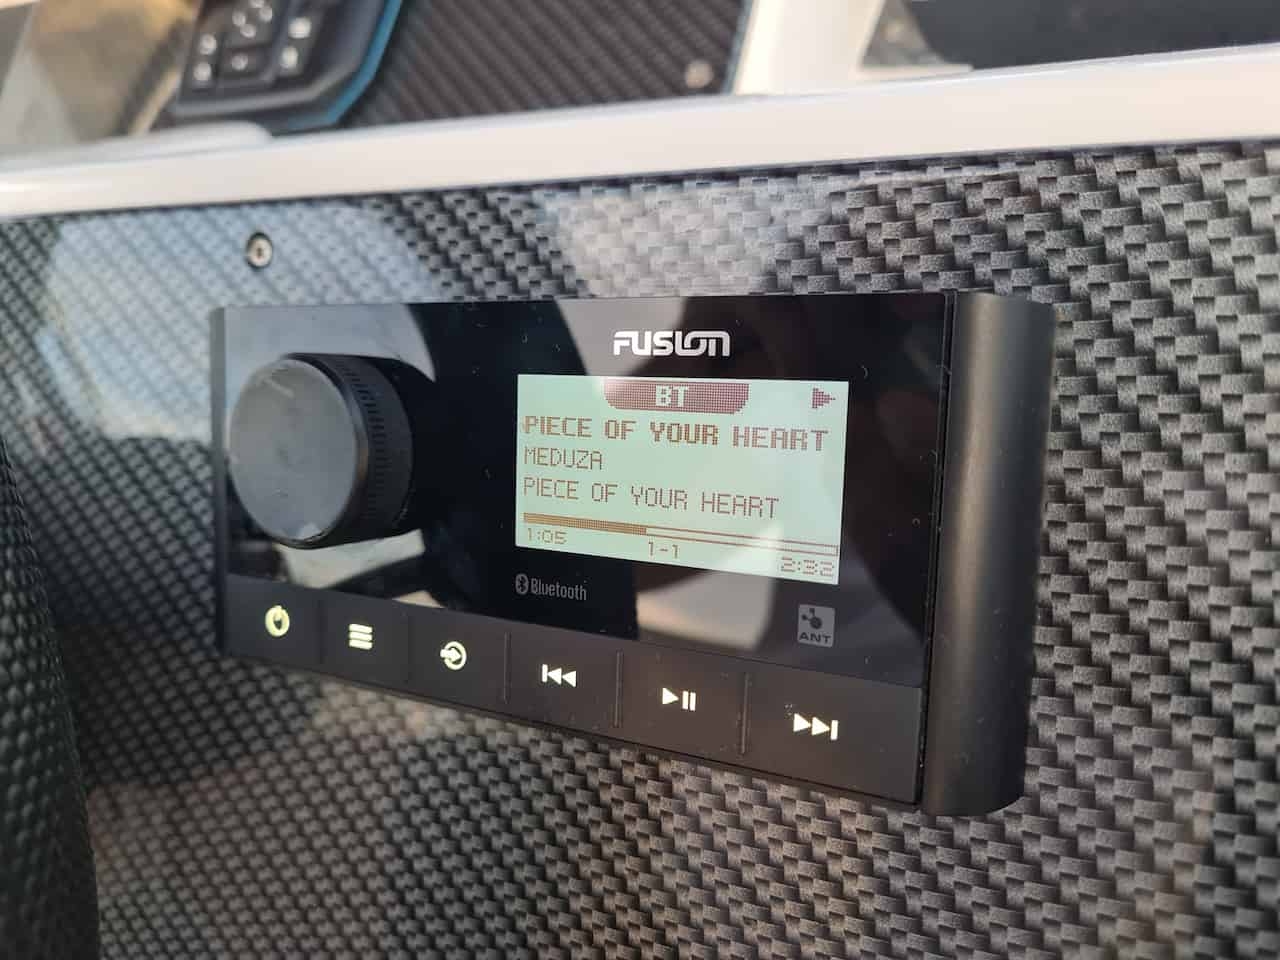 FUSION
BT
PIECE OF YOUR HEART
MEDUZA
PIECE OF YOUR HEART
1:05
1-1
2:32
Bluetooth
ANT